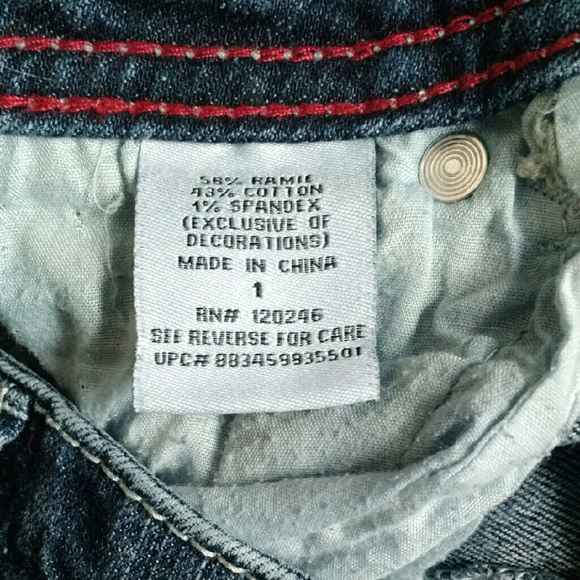 56% RAMIE
43% COTTON
1% SPANDEX
(EXCLUSIVE OF
DECORATIONS)
MADE IN CHINA
1
RN# 120246
SEE REVERSE FOR CARE
UPC# 883459935501